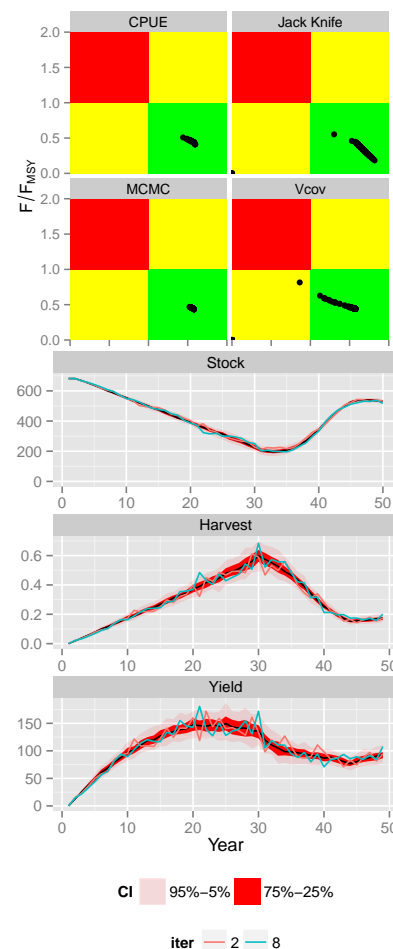 CPUE Jack Knife
2.0
1.5
1.0
0.5
0.0
F/F_MSY
MCMC Vcov
2.0
1.5
1.0
0.5
0.0
Stock
600
400
200
0
0 10 20 30 40 50
Harvest
0.6
0.4
0.2
0.0
0 10 20 30 40 50
Yield
150
100
50
0
0 10 20 30 40 50
Year
CI 95%−5% 75%−25%
iter 2 8